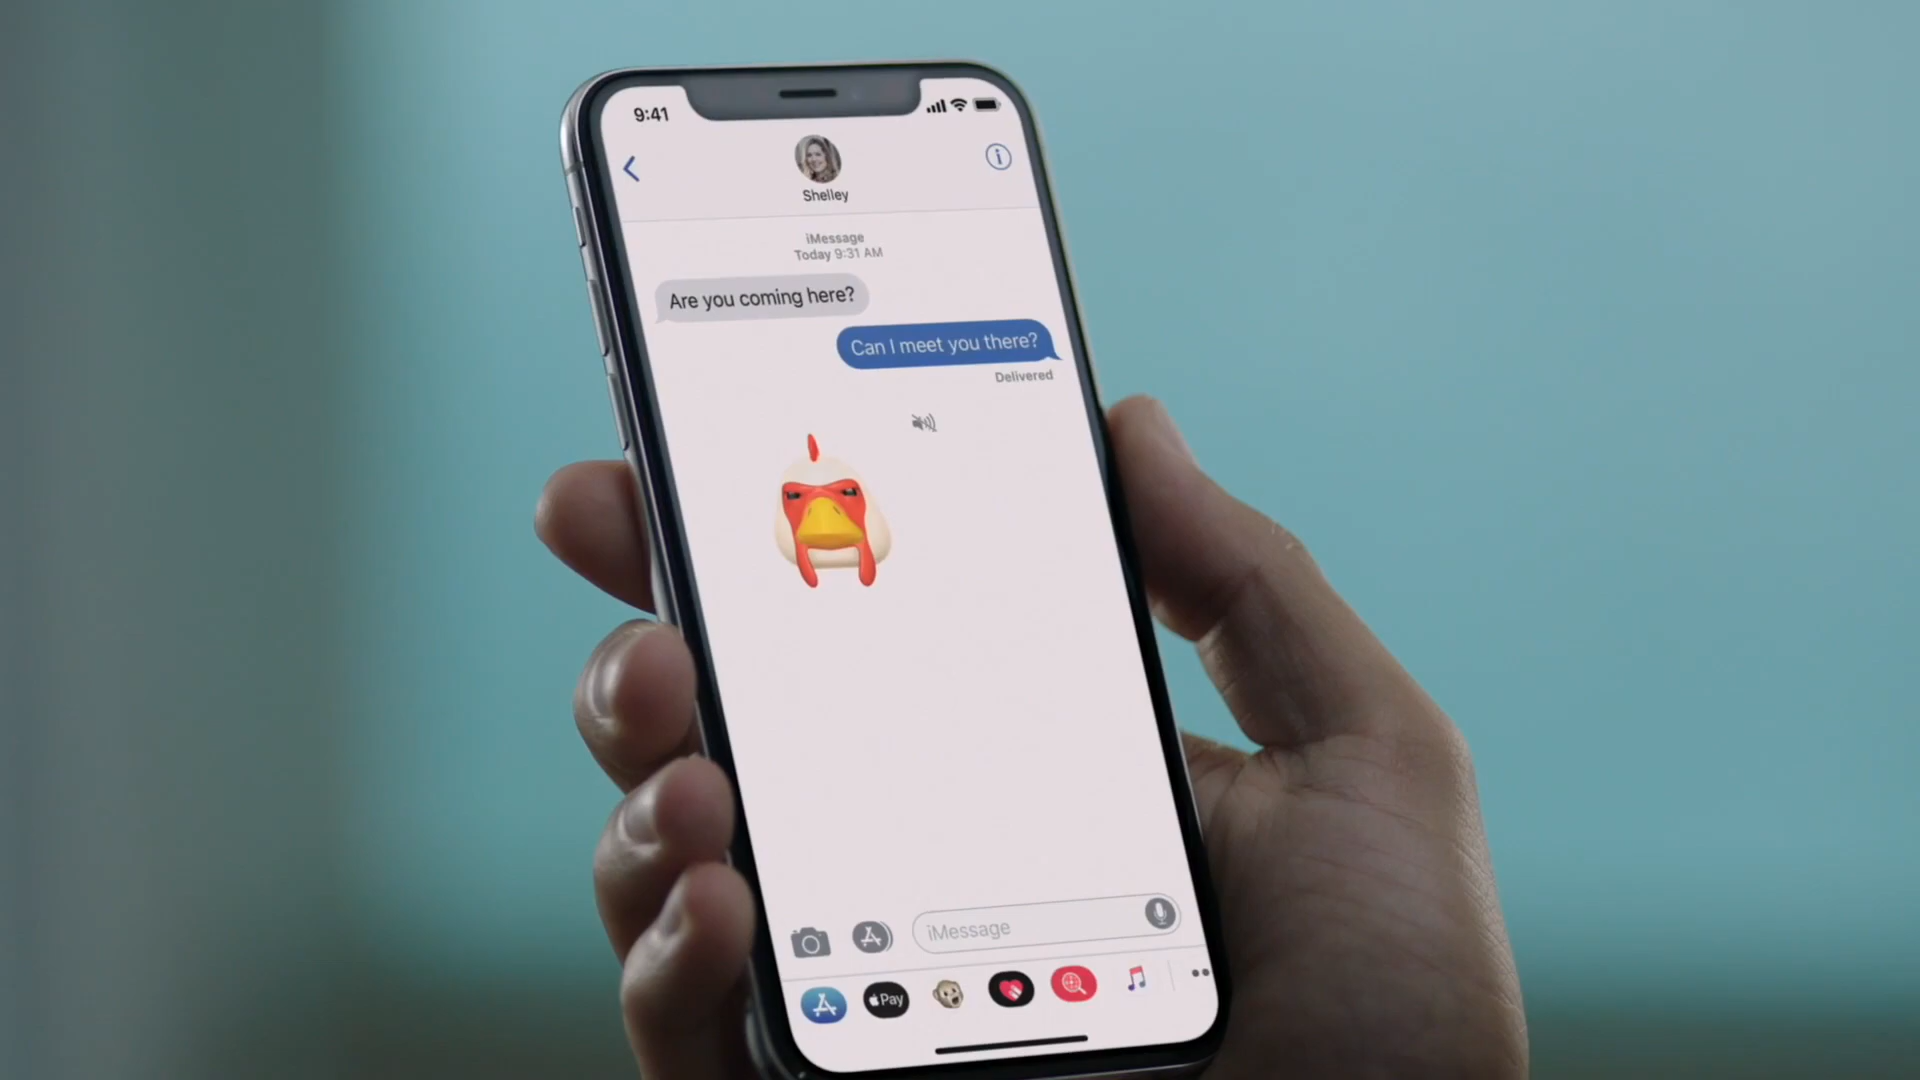 9:41
Shelley
iMessage
Today 9:31 AM
Are you coming here?
Can I meet you there?
Delivered
iMessage
Pay